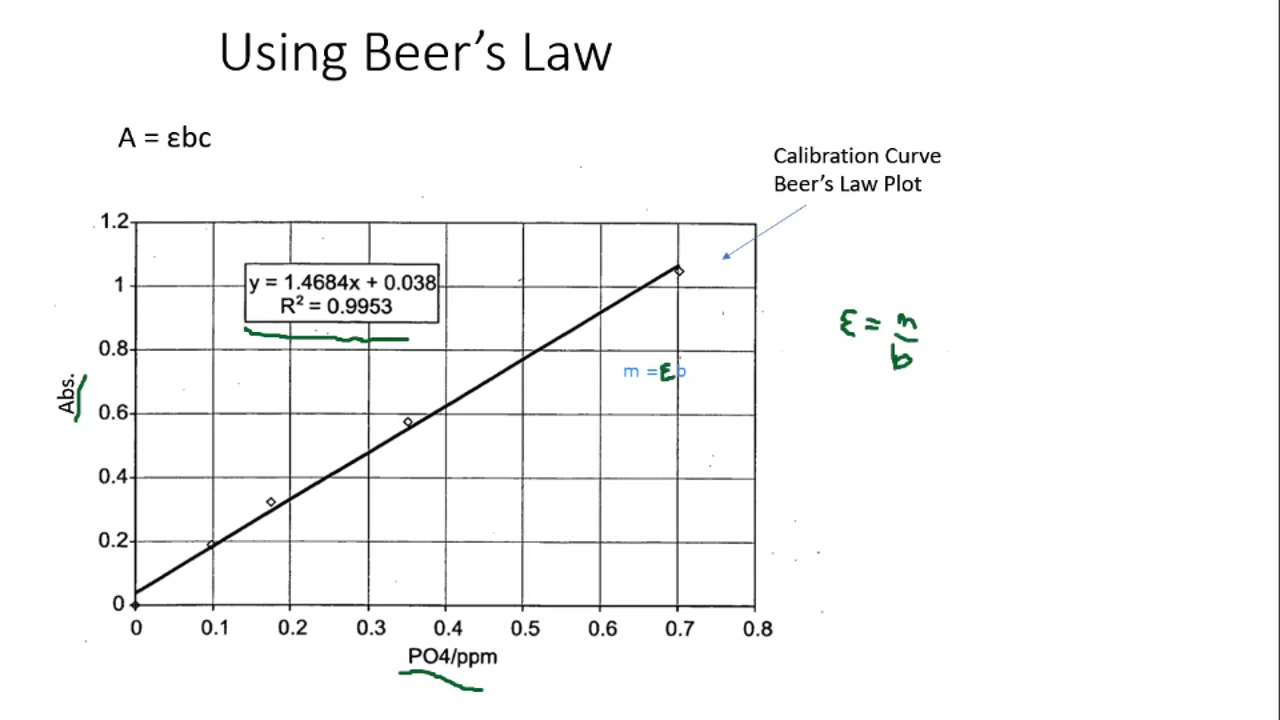 Using Beer’s Law
A = εbc
Calibration Curve
Beer’s Law Plot
y = 1.4684x + 0.038
R² = 0.9953
m = εb
ε = m
b
Abs.
1.2
1
0.8
0.6
0.4
0.2
0
0 0.1 0.2 0.3 0.4 0.5 0.6 0.7 0.8
PO4/ppm